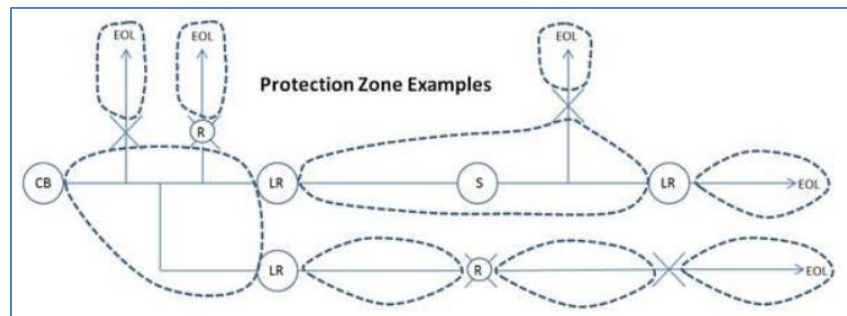 EOL EOL EOL
Protection Zone Examples
R
CB LR S LR EOL
LR R EOL